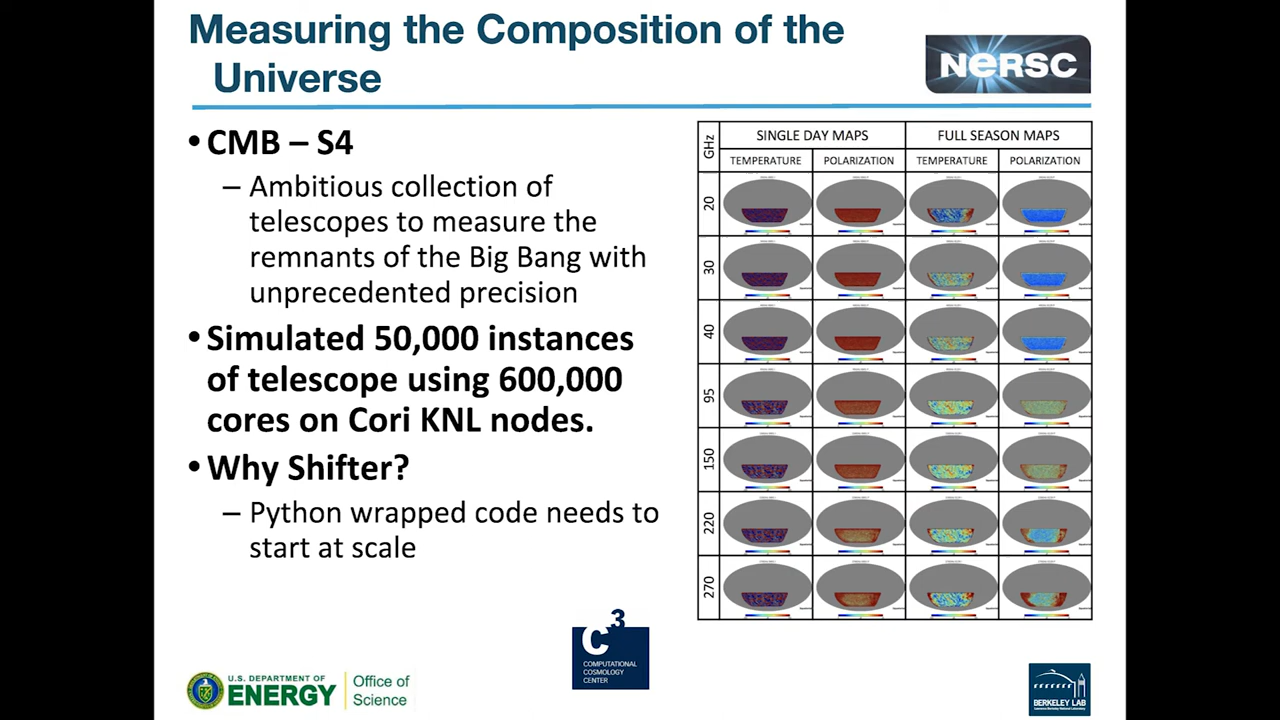 Measuring the Composition of the
Universe
NERSC
• CMB – S4
– Ambitious collection of
telescopes to measure the
remnants of the Big Bang with
unprecedented precision
• Simulated 50,000 instances
of telescope using 600,000
cores on Cori KNL nodes.
• Why Shifter?
– Python wrapped code needs to
start at scale
GHz
SINGLE DAY MAPS
FULL SEASON MAPS
TEMPERATURE
POLARIZATION
TEMPERATURE
POLARIZATION
20
30
40
95
150
220
270
C3
COMPUTATIONAL
COSMOLOGY
CENTER
U.S. DEPARTMENT OF
ENERGY
Office of
Science
BERKELEY LAB
Lawrence Berkeley National Laboratory